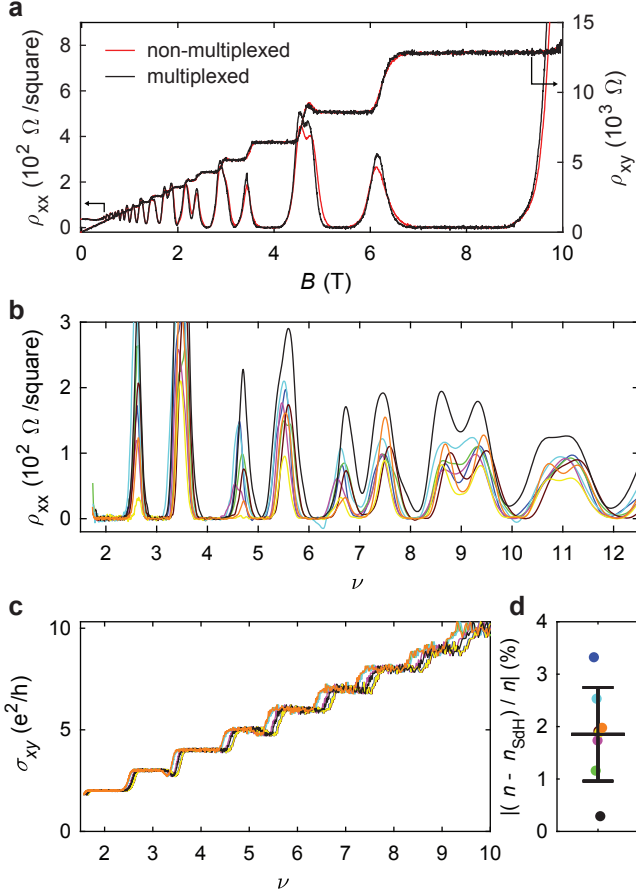 a
non-multiplexed
multiplexed
ρxx (10² Ω /square)
8
6
4
2
0
15
10
5
0
ρxy (10³ Ω)
0 2 4 6 8 10
B (T)
b
ρxx (10² Ω /square)
3
2
1
0
2 3 4 5 6 7 8 9 10 11 12
ν
c
σxy (e²/h)
10
5
0
2 3 4 5 6 7 8 9 10
ν
d
|( n - nSdH) / n| (%)
4
3
2
1
0